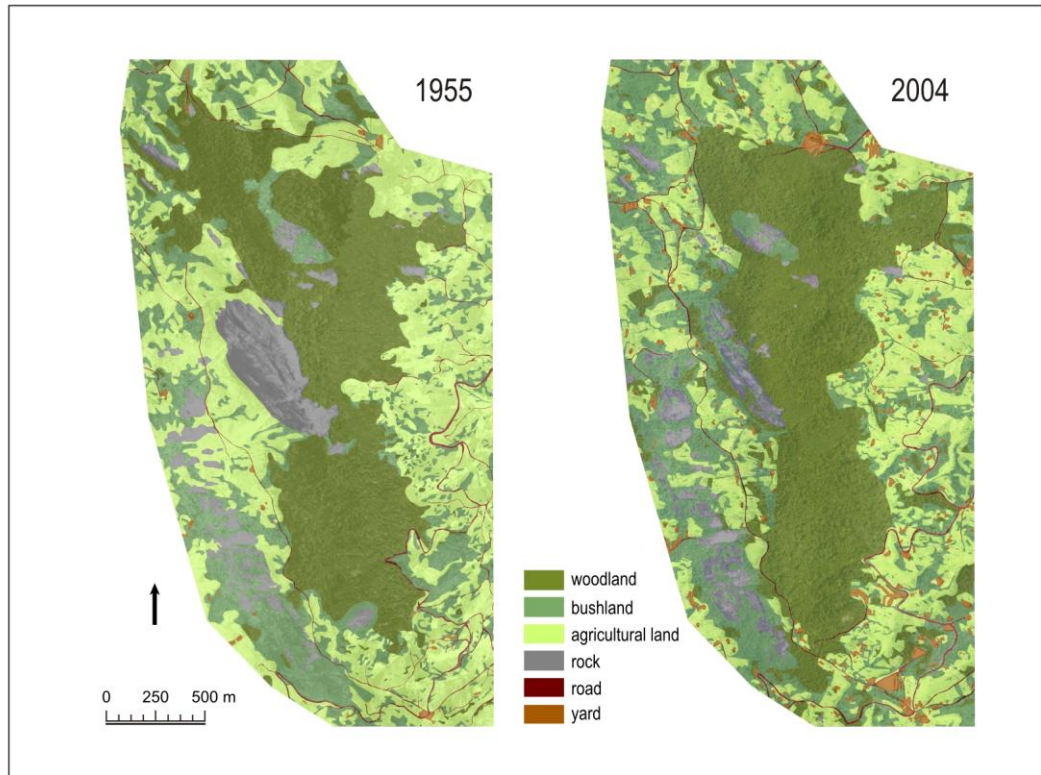 1955
2004
woodland
bushland
agricultural land
rock
road
yard
0 250 500 m